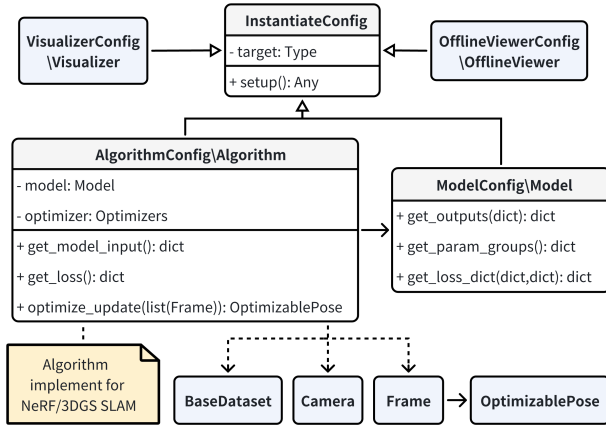 InstantiateConfig
- target: Type
+ setup(): Any
VisualizerConfig
\Visualizer
OfflineViewerConfig
\OfflineViewer
AlgorithmConfig\Algorithm
- model: Model
- optimizer: Optimizers
+ get_model_input(): dict
+ get_loss(): dict
+ optimize_update(list(Frame)): OptimizablePose
ModelConfig\Model
+ get_outputs(dict): dict
+ get_param_groups(): dict
+ get_loss_dict(dict,dict): dict
Algorithm
implement for
NeRF/3DGS SLAM
BaseDataset
Camera
Frame
OptimizablePose